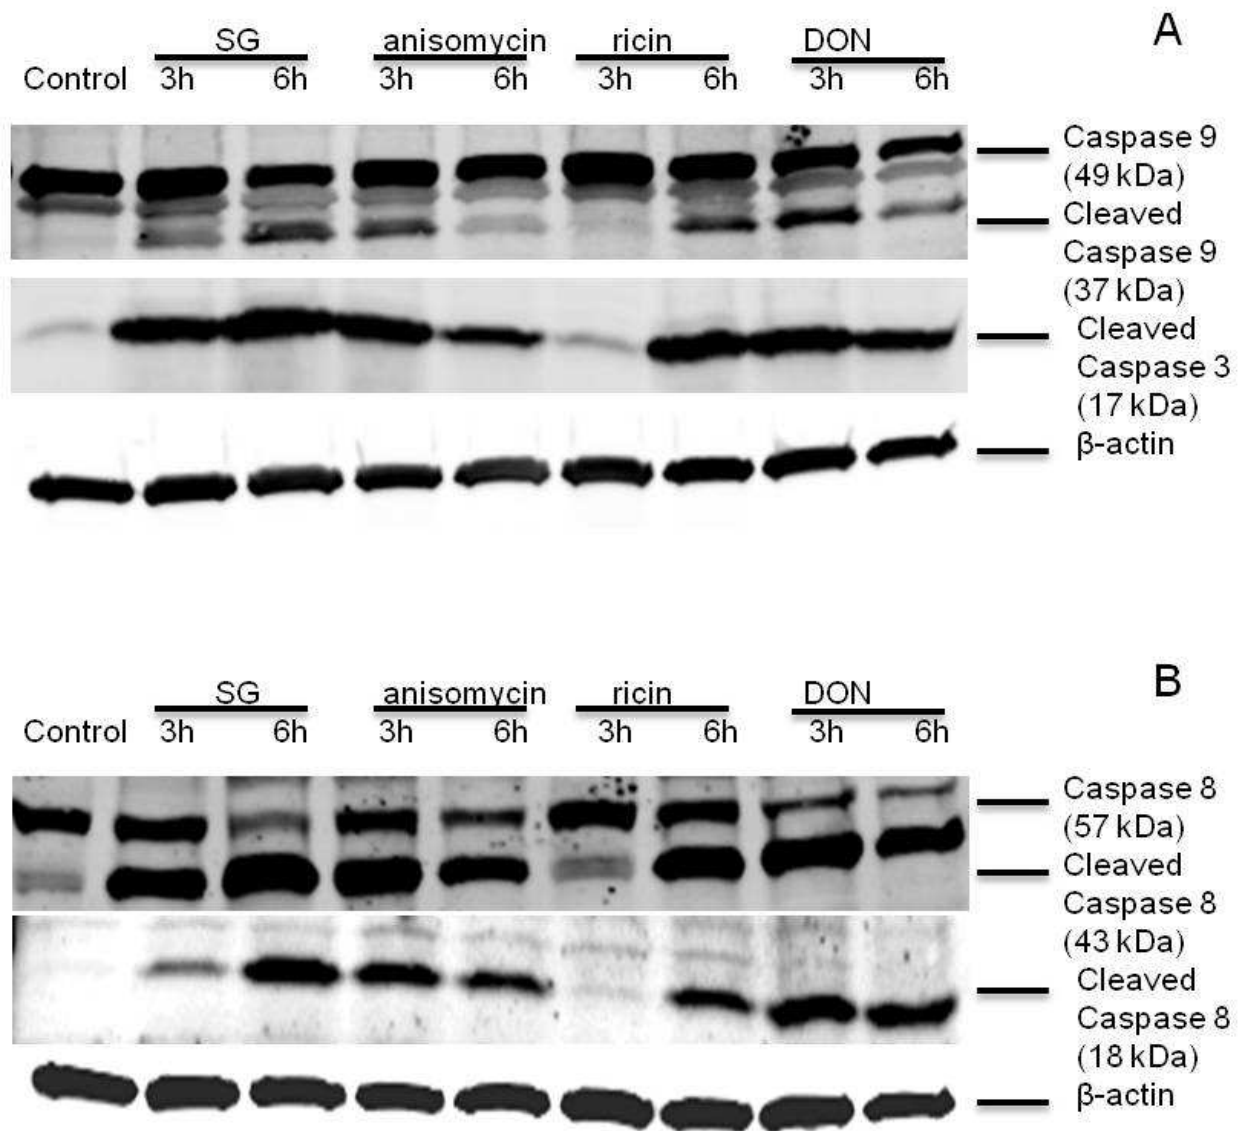 A
SG anisomycin ricin DON
Control 3h 6h 3h 6h 3h 6h 3h 6h
Caspase 9
(49 kDa)
Cleaved
Caspase 9
(37 kDa)
Cleaved
Caspase 3
(17 kDa)
β-actin
B
SG anisomycin ricin DON
Control 3h 6h 3h 6h 3h 6h 3h 6h
Caspase 8
(57 kDa)
Cleaved
Caspase 8
(43 kDa)
Cleaved
Caspase 8
(18 kDa)
β-actin